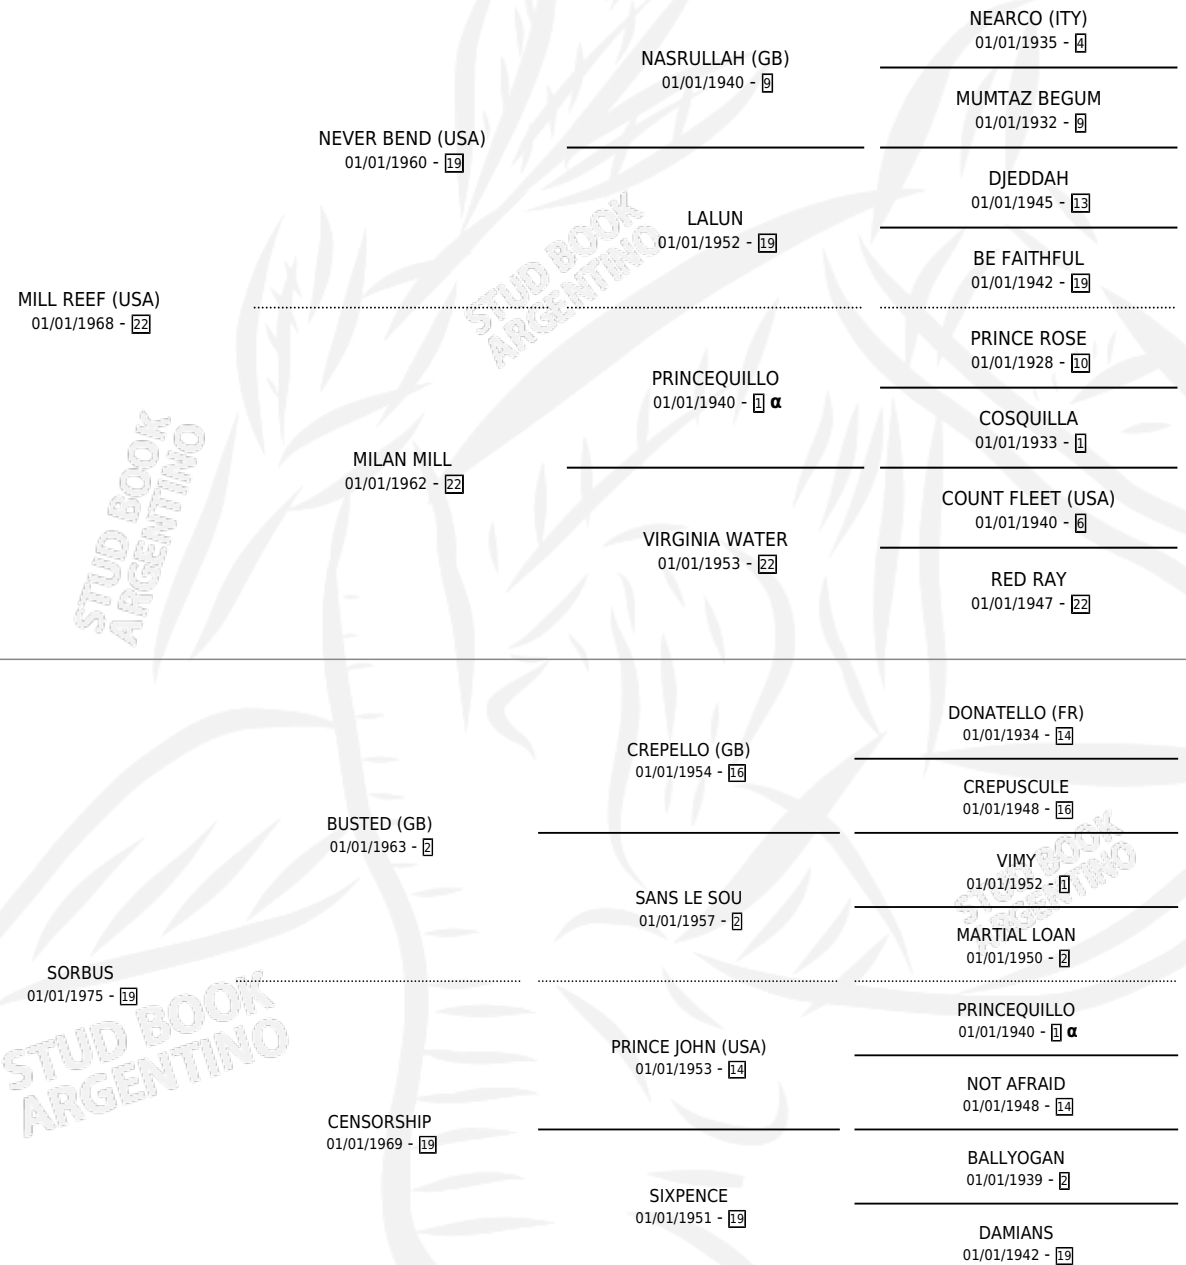 NEARCO (ITY)
01/01/1935 - 4
NASRULLAH (GB)
01/01/1940 - 9
MUMTAZ BEGUM
01/01/1932 - 9
NEVER BEND (USA)
01/01/1960 - 19
DJEDDAH
01/01/1945 - 13
LALUN
01/01/1952 - 19
BE FAITHFUL
01/01/1942 - 19
MILL REEF (USA)
01/01/1968 - 22
PRINCE ROSE
01/01/1928 - 10
PRINCEQUILLO
01/01/1940 - 1 α
COSQUILLA
01/01/1933 - 1
MILAN MILL
01/01/1962 - 22
COUNT FLEET (USA)
01/01/1940 - 6
VIRGINIA WATER
01/01/1953 - 22
RED RAY
01/01/1947 - 22
DONATELLO (FR)
01/01/1934 - 14
CREPELLO (GB)
01/01/1954 - 16
CREPUSCULE
01/01/1948 - 16
BUSTED (GB)
01/01/1963 - 2
VIMY
01/01/1952 - 1
SANS LE SOU
01/01/1957 - 2
MARTIAL LOAN
01/01/1950 - 2
SORBUS
01/01/1975 - 19
PRINCEQUILLO
01/01/1940 - 1 α
PRINCE JOHN (USA)
01/01/1953 - 14
NOT AFRAID
01/01/1948 - 14
CENSORSHIP
01/01/1969 - 19
BALLYOGAN
01/01/1939 - 2
SIXPENCE
01/01/1951 - 19
DAMIANS
01/01/1942 - 19
STUD BOOK
ARGENTINO
STUD BOOK
ARGENTINO
STUD BOOK
ARGENTINO
STUD BOOK
ARGENTINO